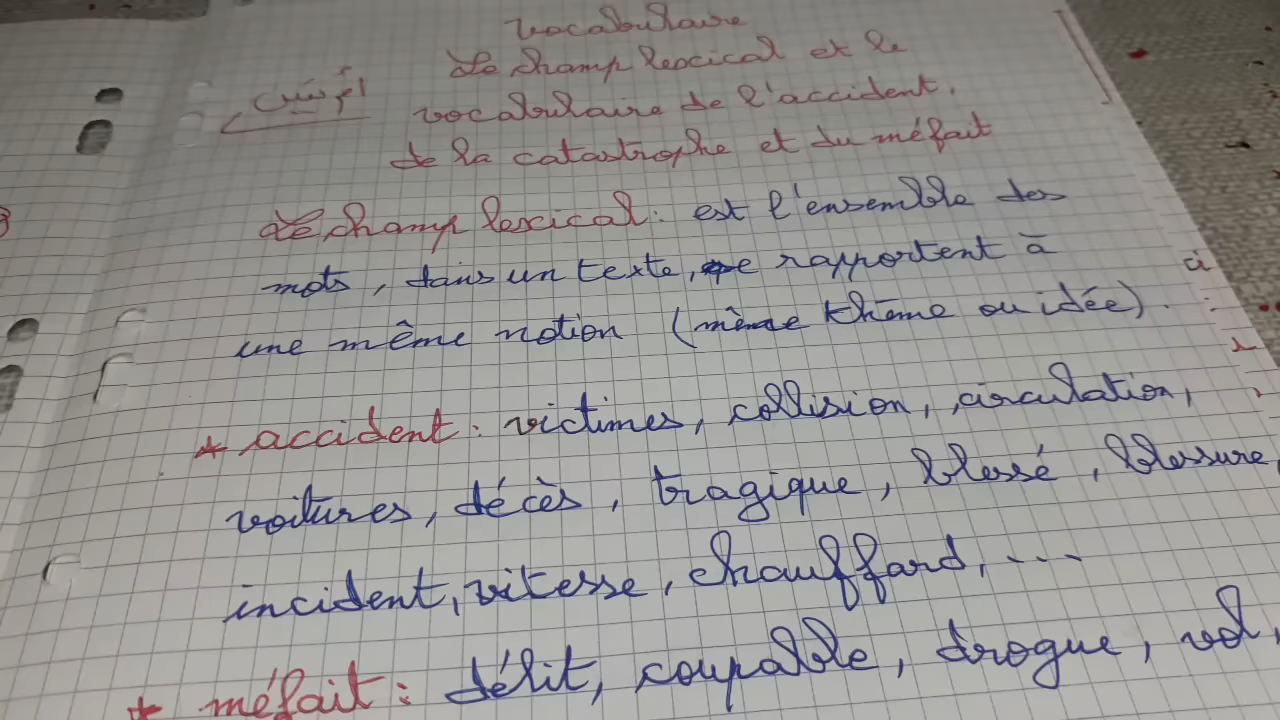 vocabulaire
Le champ lexical et le
vocabulaire de l'accident,
de la catastrophe et du méfait
Le champ lexical: est l'ensemble des
mots, dans un texte, se rapportent à
une même notion (même thème ou idée).
* accident: victimes, collision, circulation,
voitures, décès, tragique, blessé, blessure,
incident, vitesse, chauffard, ...
* méfait: délit, coupable, drogue, vol,